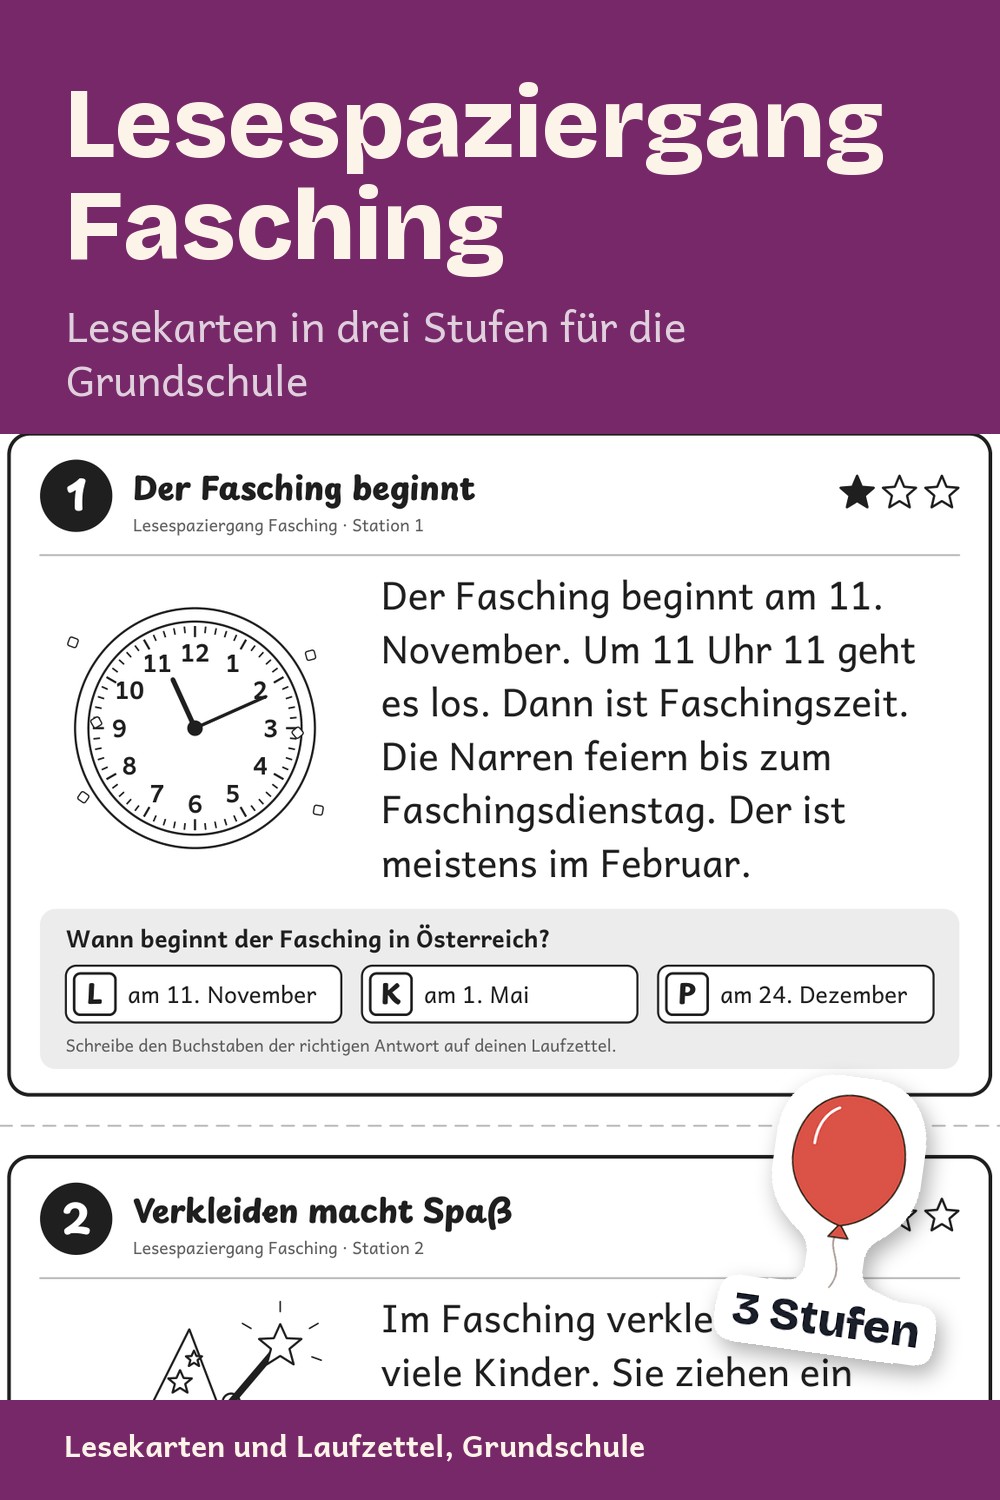 Lesespaziergang
Fasching
Lesekarten in drei Stufen für die
Grundschule
1
Der Fasching beginnt
Lesespaziergang Fasching · Station 1
12
1
2
3
4
5
6
7
8
9
10
11
Der Fasching beginnt am 11.
November. Um 11 Uhr 11 geht
es los. Dann ist Faschingszeit.
Die Narren feiern bis zum
Faschingsdienstag. Der ist
meistens im Februar.
Wann beginnt der Fasching in Österreich?
L am 11. November
K am 1. Mai
P am 24. Dezember
Schreibe den Buchstaben der richtigen Antwort auf deinen Laufzettel.
2
Verkleiden macht Spaß
Lesespaziergang Fasching · Station 2
Im Fasching verkle
viele Kinder. Sie ziehen ein
3 Stufen
Lesekarten und Laufzettel, Grundschule